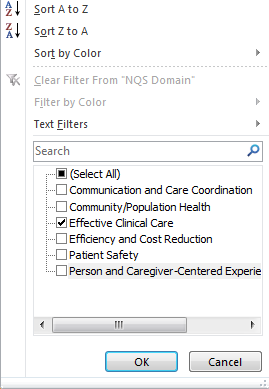 Sort A to Z
Sort Z to A
Sort by Color
Clear Filter From "NQS Domain"
Filter by Color
Text Filters
Search
(Select All)
Communication and Care Coordination
Community/Population Health
Effective Clinical Care
Efficiency and Cost Reduction
Patient Safety
Person and Caregiver-Centered Experie
OK
Cancel